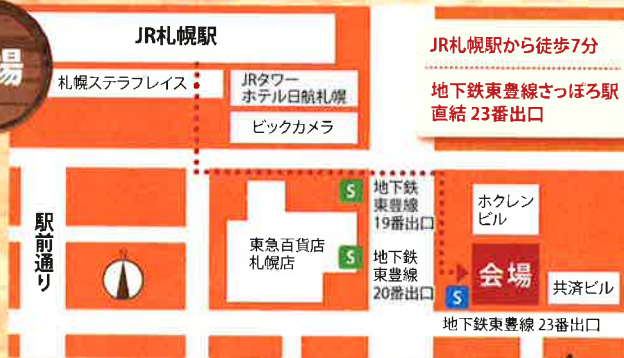 場
JR札幌駅
札幌ステラプレイス
JRタワー
ホテル日航札幌
ビックカメラ
JR札幌駅から徒歩7分
地下鉄東豊線さっぽろ駅
直結 23番出口
駅前通り
N
東急百貨店
札幌店
S
地下鉄
東豊線
19番出口
S
地下鉄
東豊線
20番出口
ホクレン
ビル
会場
S
共済ビル
地下鉄東豊線 23番出口